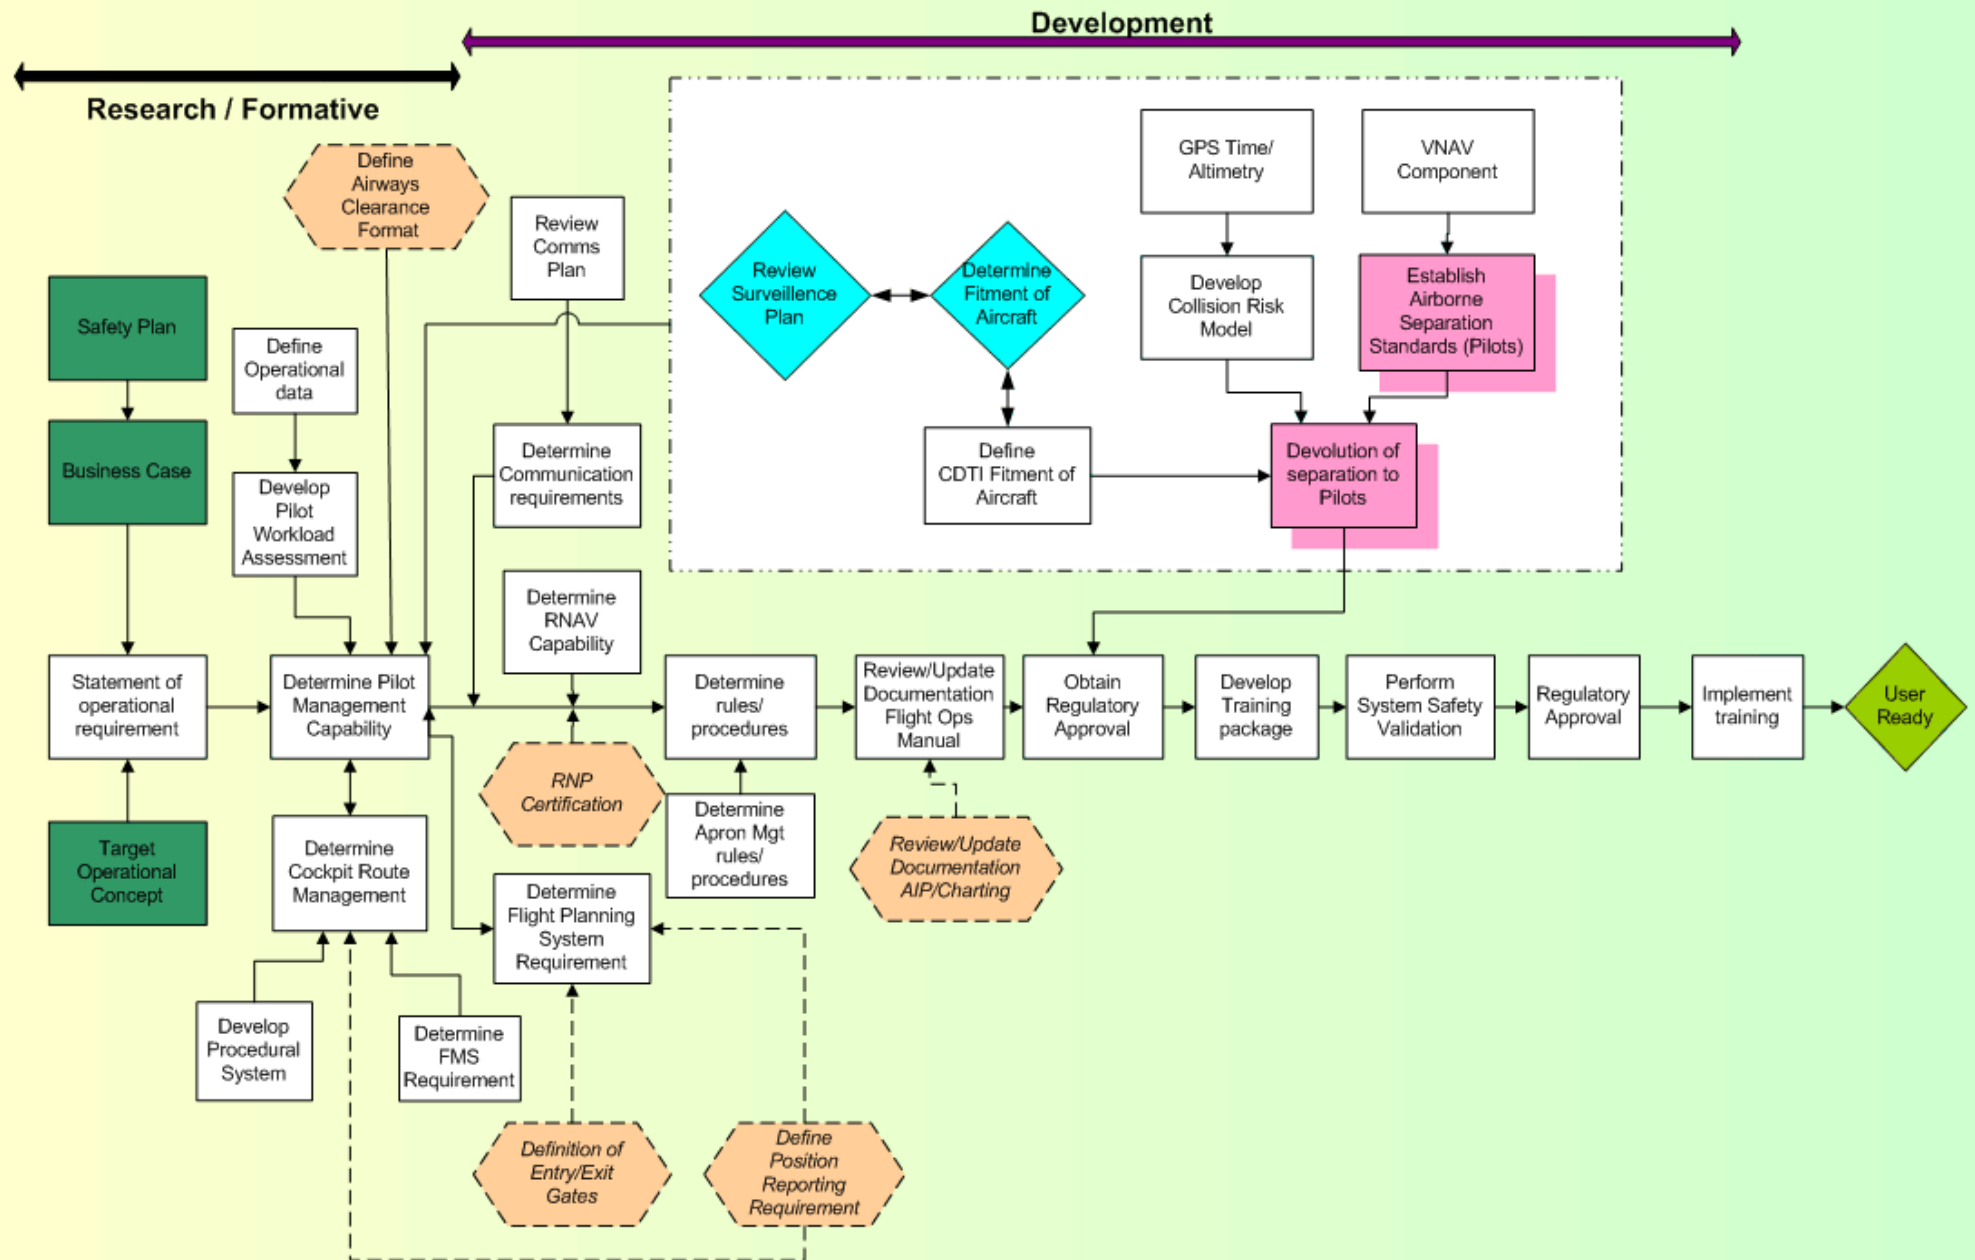 Development
Research / Formative
Define
Airways
Clearance
Format
Review
Comms
Plan
GPS Time/
Altimetry
VNAV
Component
Safety Plan
Define
Operational
data
Review
Surveillence
Plan
Determine
Fitment of
Aircraft
Develop
Collision Risk
Model
Establish
Airborne
Separation
Standards (Pilots)
Business Case
Develop
Pilot
Workload
Assessment
Determine
Communication
requirements
Define
CDTI Fitment of
Aircraft
Devolution of
separation to
Pilots
Determine
RNAV
Capability
Statement of
operational
requirement
Determine Pilot
Management
Capability
Determine
rules/
procedures
Review/Update
Documentation
Flight Ops
Manual
Obtain
Regulatory
Approval
Develop
Training
package
Perform
System Safety
Validation
Regulatory
Approval
Implement
training
User
Ready
RNP
Certification
Target
Operational
Concept
Determine
Cockpit Route
Management
Determine
Flight Planning
System
Requirement
Determine
Apron Mgt
rules/
procedures
Review/Update
Documentation
AIP/Charting
Develop
Procedural
System
Determine
FMS
Requirement
Definition of
Entry/Exit
Gates
Define
Position
Reporting
Requirement